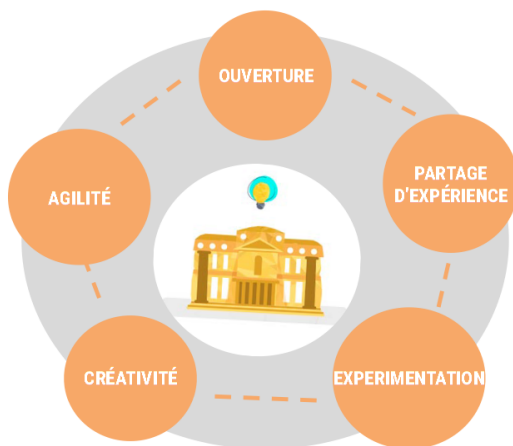 OUVERTURE
PARTAGE
D'EXPÉRIENCE
AGILITÉ
CRÉATIVITÉ
EXPERIMENTATION